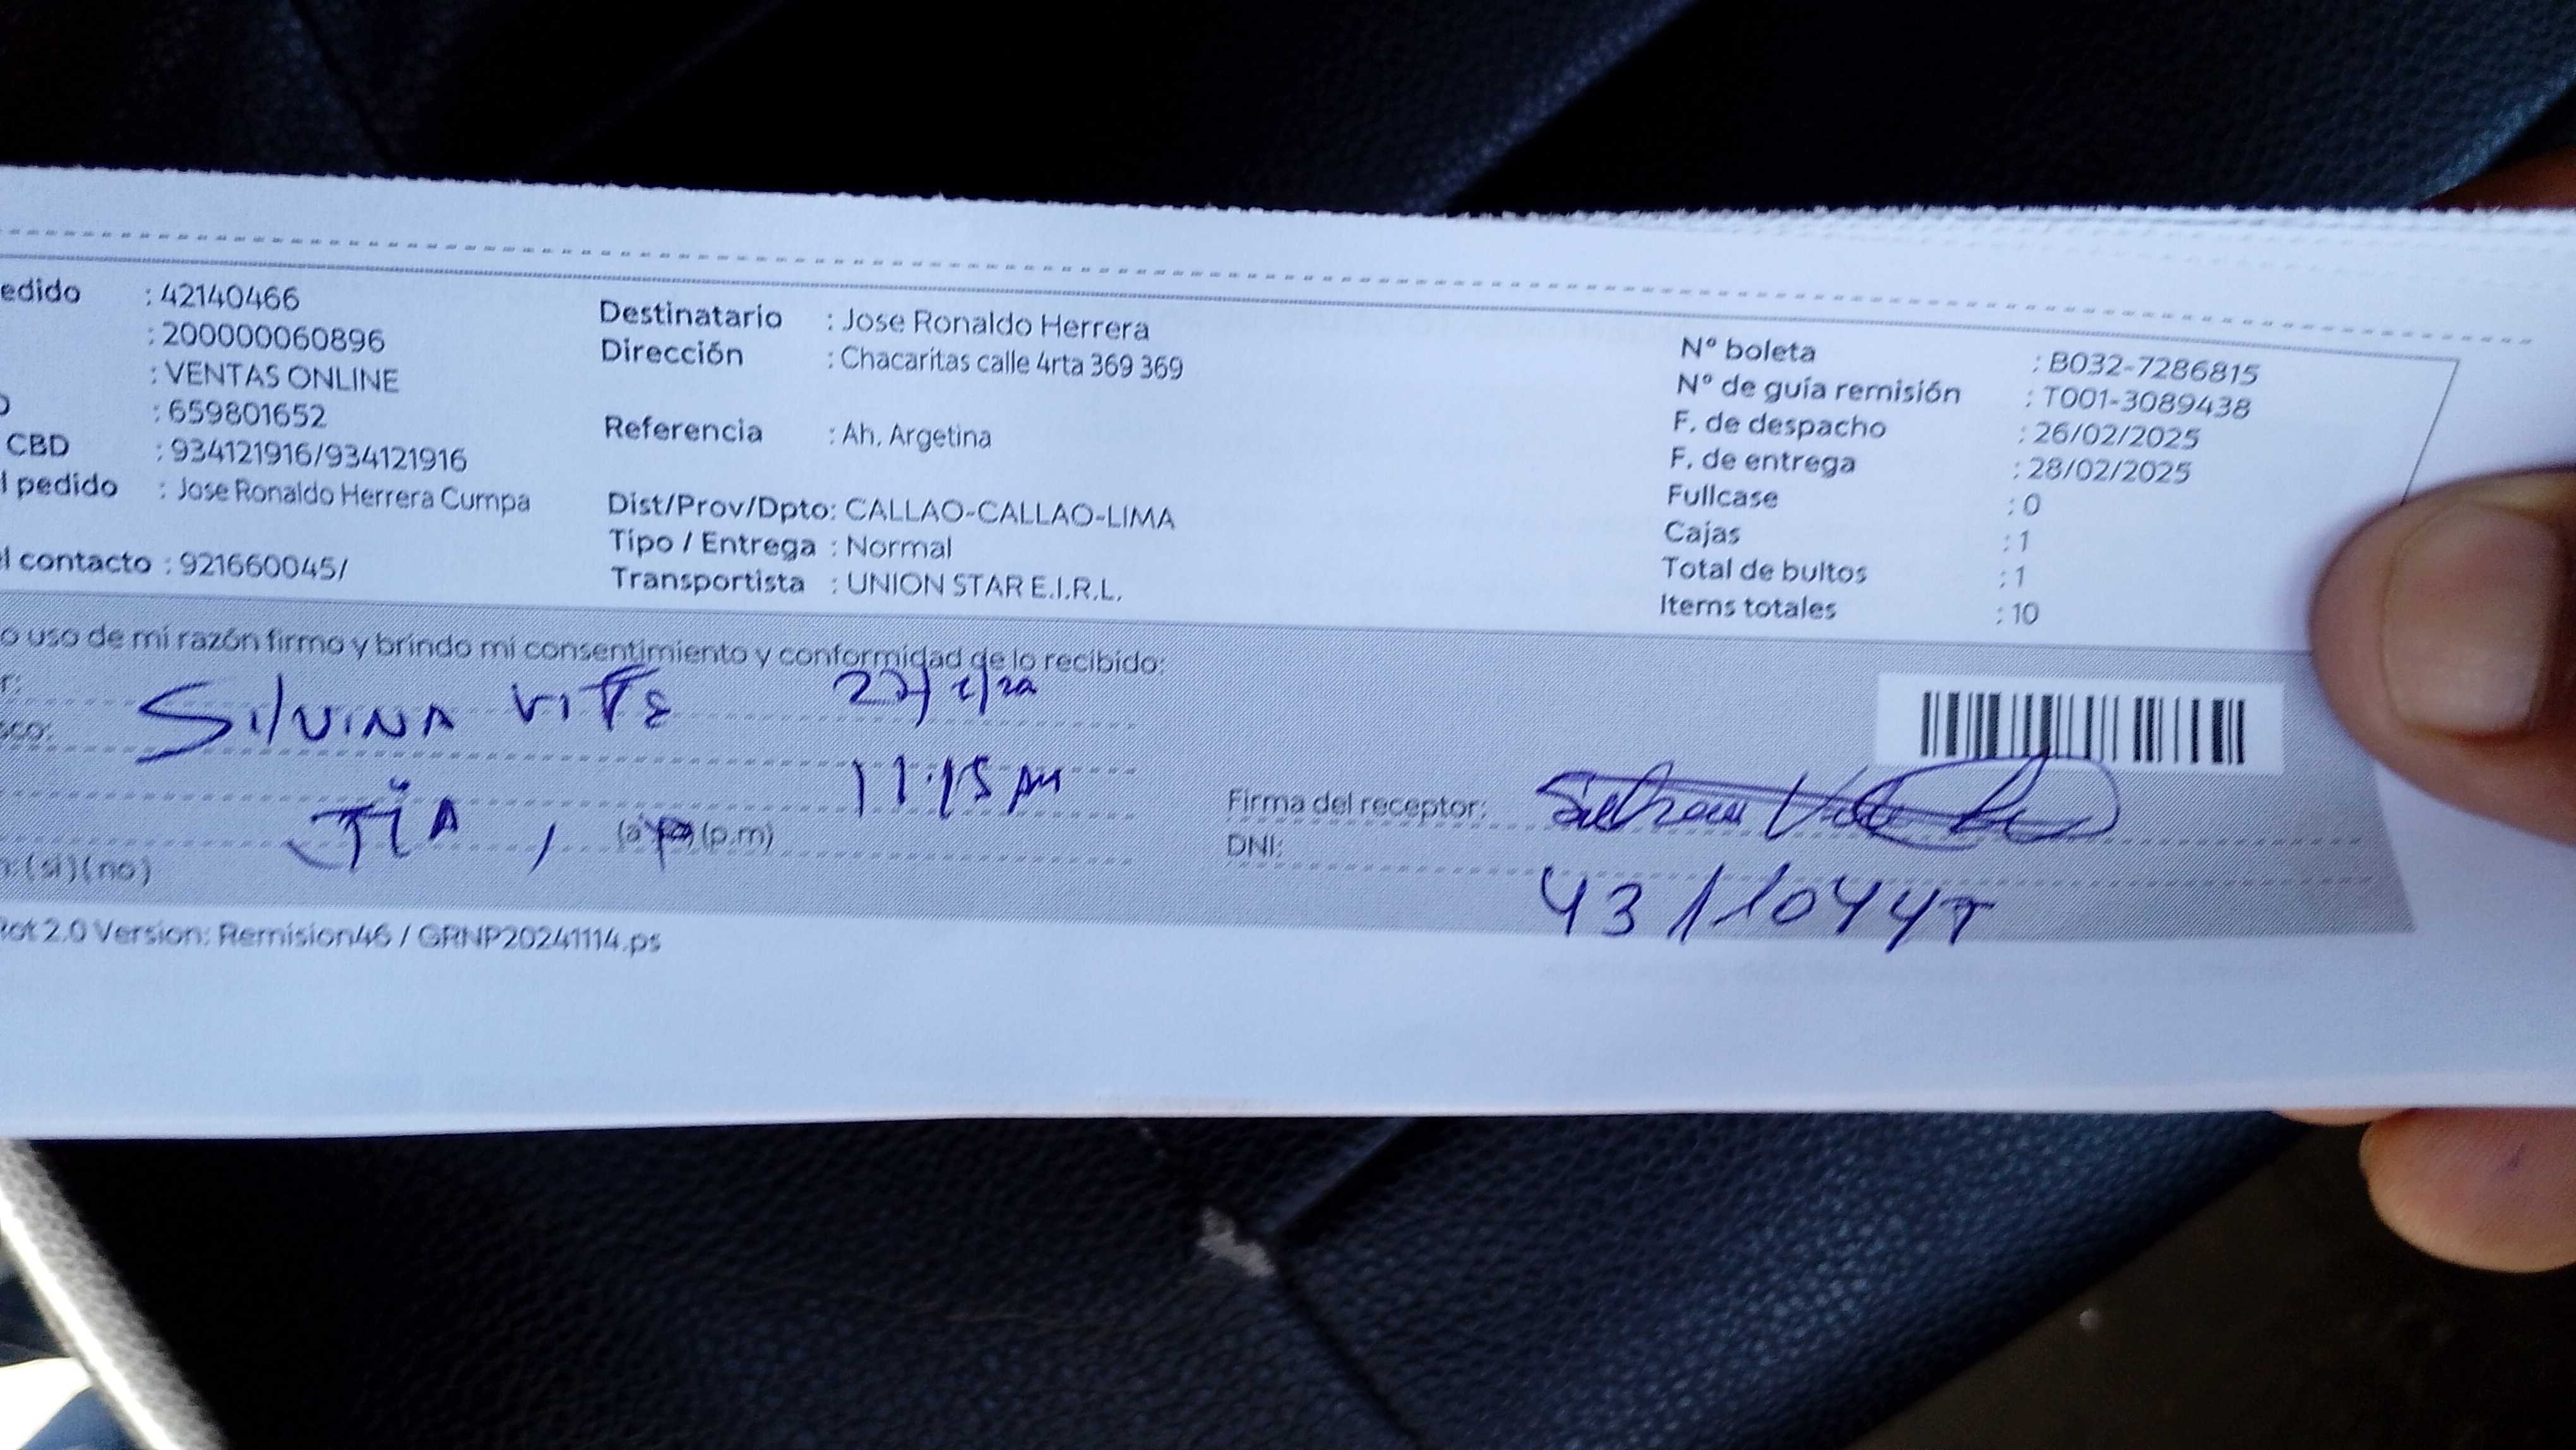 edido : 42140466
: 200000060896
: VENTAS ONLINE
: 659801652
CBD : 934121916/934121916
l pedido : Jose Ronaldo Herrera Cumpa
l contacto : 921660045/
Destinatario : Jose Ronaldo Herrera
Dirección : Chacaritas calle 4rta 369 369
Referencia : Ah, Argetina
Dist/Prov/Dpto: CALLAO-CALLAO-LIMA
Tipo / Entrega : Normal
Transportista : UNION STAR E.I.R.L.
Nº boleta : B032-7286815
Nº de guía remisión : T001-3089438
F. de despacho : 26/02/2025
F. de entrega : 28/02/2025
Fullcase : 0
Cajas : 1
Total de bultos : 1
Items totales : 10
o uso de mi razón firmo y brindo mi consentimiento y conformidad de lo recibido:
r: Silvina Vite
sco:
TIA, (p.m)
11:15 AM
: (si) (no)
Firma del receptor:
DNI:
Bot 2.0 Version: Remision46 / GRNP20241114.ps